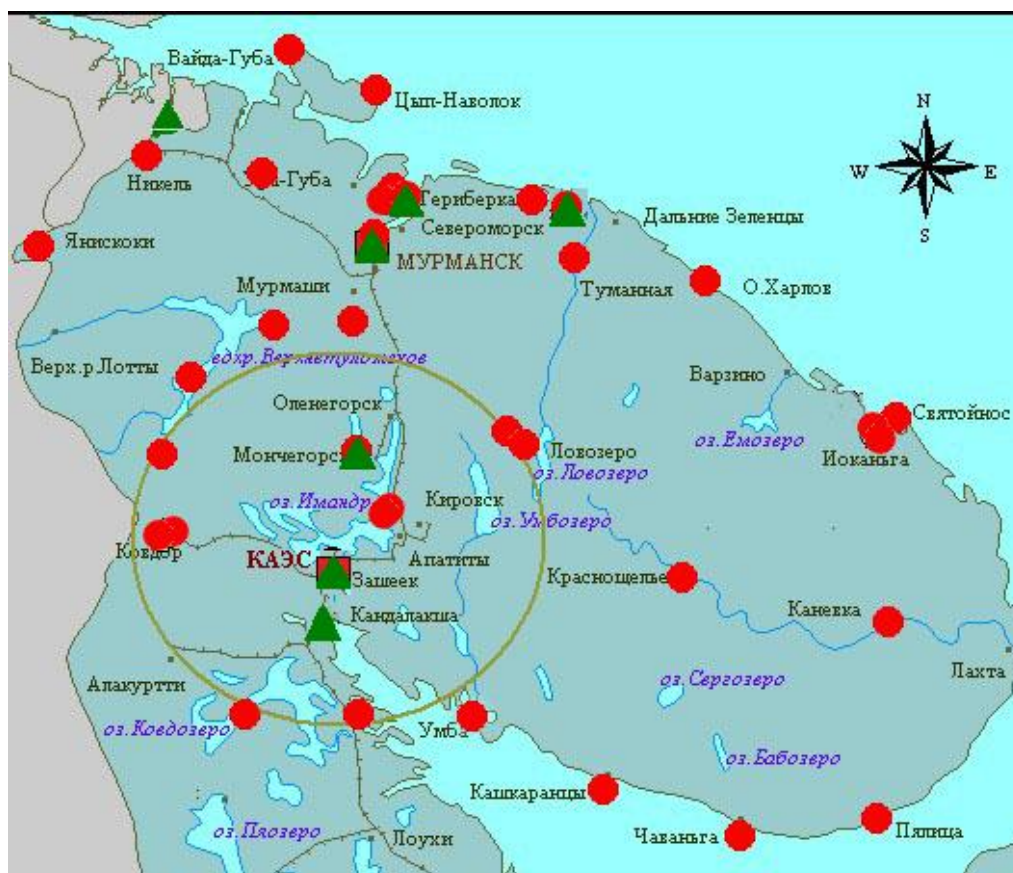 Вайда-Губа
Цып-Наволок
N
Никель
-Губа
W
E
Териберка
Дальние Зеленцы
Североморск
S
Янискоки
МУРМАНСК
Мурмаши
Туманная
О.Харлов
Верх.р.Лотты
Варзино
Оленегорск
Святойнос
оз.Емозеро
Мончегорск
Ловозеро
Иоканьга
оз.Ловозеро
оз.Имандр
Кировск
оз.Умбозеро
Ковдор
КАЭС
Апатиты
Зашеек
Краснощелье
Каневка
Кандалакша
Лахта
Алакуртти
оз.Сергозеро
оз.Ковдозеро
Умба
оз.Бабозеро
Кашкаранцы
оз.Пяозеро
Лоухи
Чаваньга
Пялица